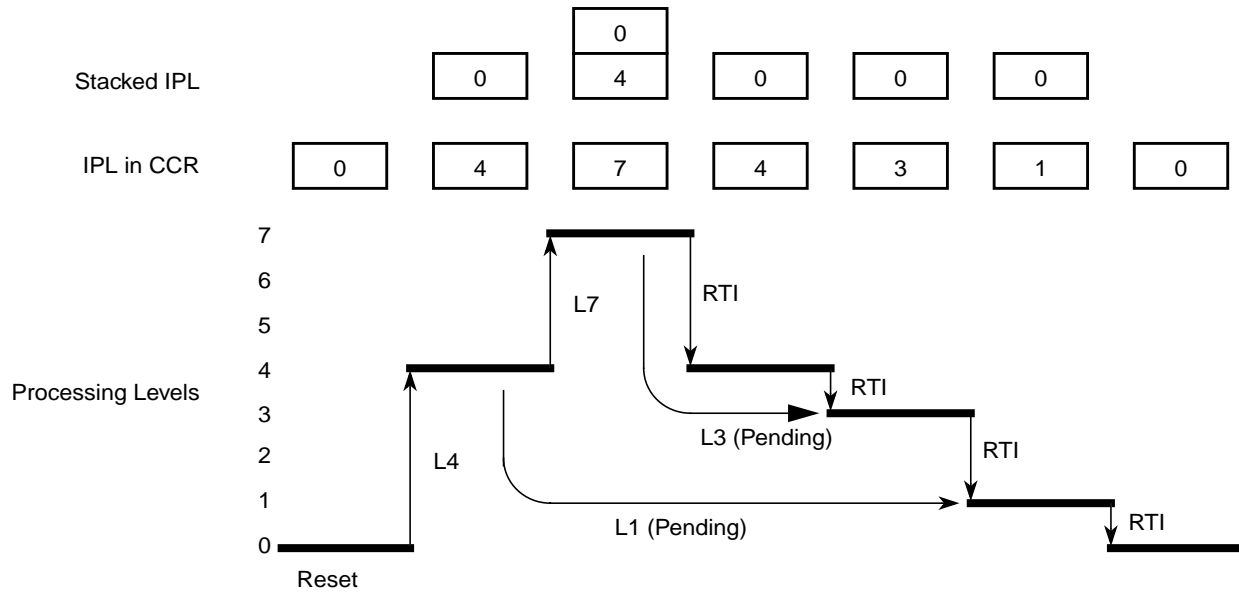 0
Stacked IPL 0 4 0 0 0
IPL in CCR 0 4 7 4 3 1 0
7
6
L7 RTI
5
4
Processing Levels RTI
3
L3 (Pending)
2 RTI
L4
1
L1 (Pending) RTI
0
Reset